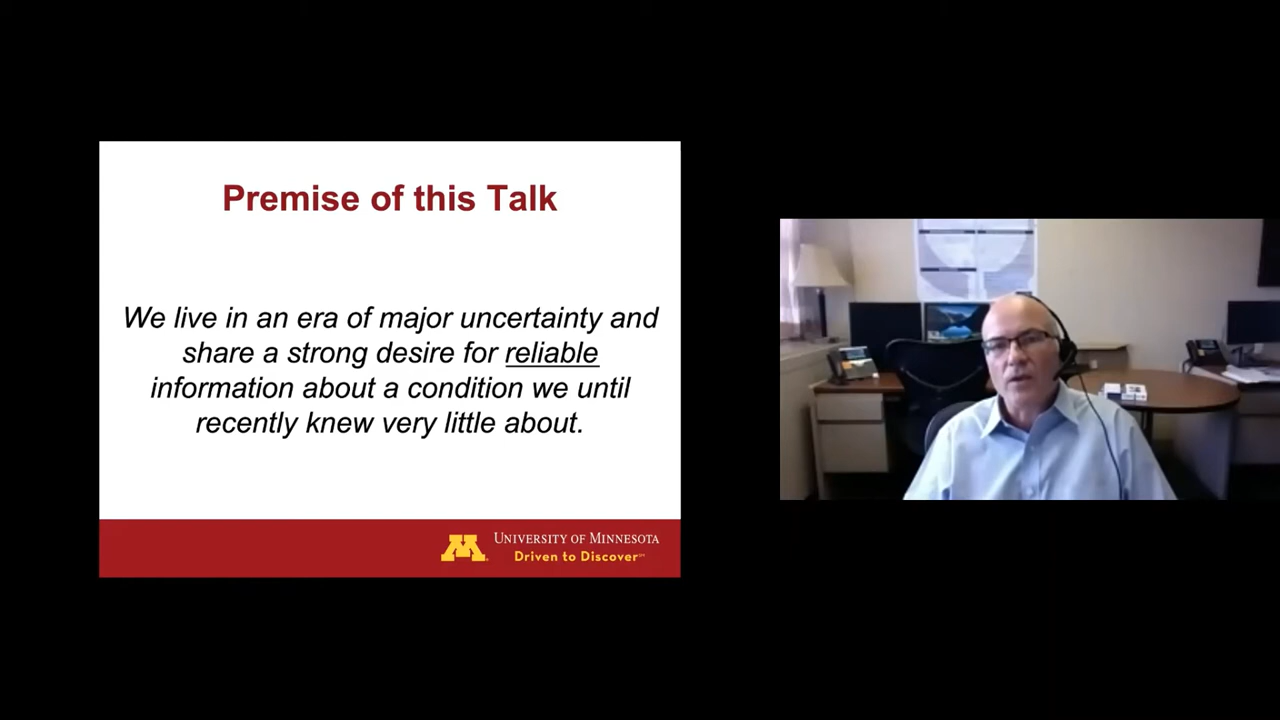 Premise of this Talk
We live in an era of major uncertainty and
share a strong desire for reliable
information about a condition we until
recently knew very little about.
UNIVERSITY OF MINNESOTA
Driven to Discover℠